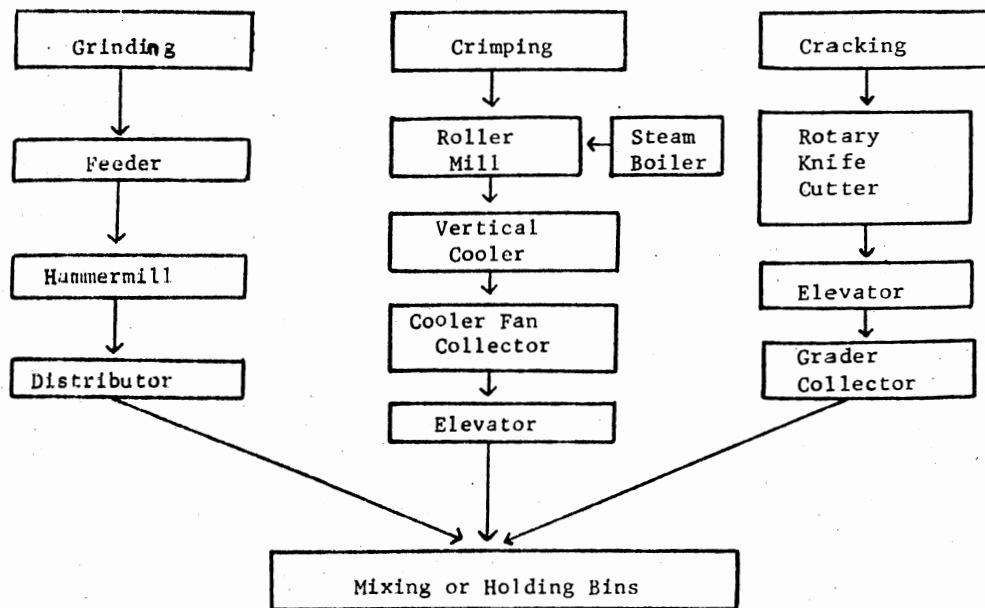 Grinding
Feeder
Hammermill
Distributor
Crimping
Roller
Mill
Steam
Boiler
Vertical
Cooler
Cooler Fan
Collector
Elevator
Cracking
Rotary
Knife
Cutter
Elevator
Grader
Collector
Mixing or Holding Bins